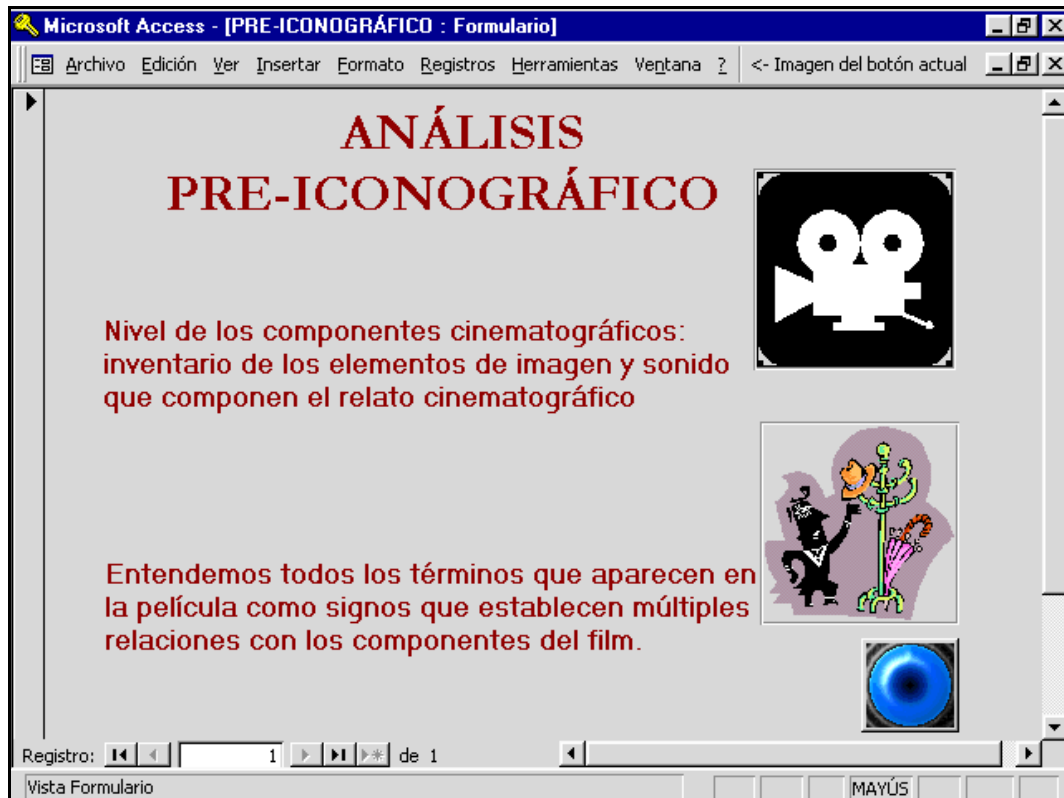 Microsoft Access - [PRE-ICONOGRÁFICO : Formulario]
Archivo Edición Ver Insertar Formato Registros Herramientas Ventana ? <- Imagen del botón actual
ANÁLISIS
PRE-ICONOGRÁFICO
Nivel de los componentes cinematográficos:
inventario de los elementos de imagen y sonido
que componen el relato cinematográfico
Entendemos todos los términos que aparecen en
la película como signos que establecen múltiples
relaciones con los componentes del film.
Registro: 1 de 1
Vista Formulario MAYÚS